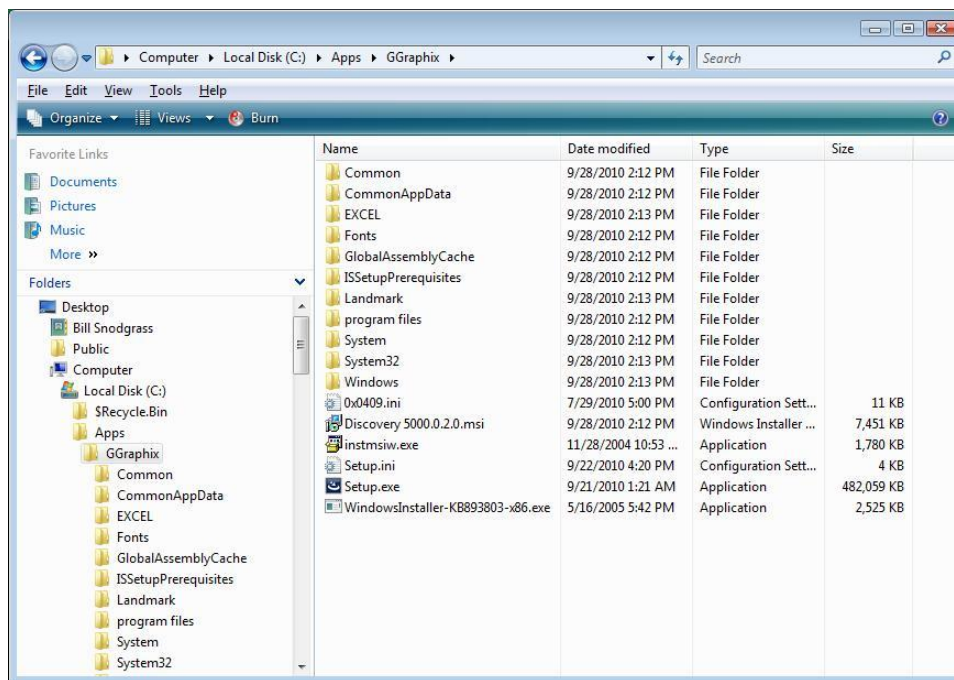 Computer Local Disk (C:) Apps GGraphix Search
File Edit View Tools Help
Organize Views Burn
Favorite Links
Documents
Pictures
Music
More »
Folders
Desktop
Bill Snodgrass
Public
Computer
Local Disk (C:)
$Recycle.Bin
Apps
GGraphix
Common
CommonAppData
EXCEL
Fonts
GlobalAssemblyCache
ISSetupPrerequisites
Landmark
program files
System
System32
Name Date modified Type Size
Common 9/28/2010 2:12 PM File Folder
CommonAppData 9/28/2010 2:12 PM File Folder
EXCEL 9/28/2010 2:13 PM File Folder
Fonts 9/28/2010 2:12 PM File Folder
GlobalAssemblyCache 9/28/2010 2:12 PM File Folder
ISSetupPrerequisites 9/28/2010 2:12 PM File Folder
Landmark 9/28/2010 2:13 PM File Folder
program files 9/28/2010 2:12 PM File Folder
System 9/28/2010 2:12 PM File Folder
System32 9/28/2010 2:13 PM File Folder
Windows 9/28/2010 2:13 PM File Folder
0x0409.ini 7/29/2010 5:00 PM Configuration Sett... 11 KB
Discovery 5000.0.2.0.msi 9/28/2010 2:12 PM Windows Installer ... 7,451 KB
instmsiw.exe 11/28/2004 10:53 ... Application 1,780 KB
Setup.ini 9/22/2010 4:20 PM Configuration Sett... 4 KB
Setup.exe 9/21/2010 1:21 AM Application 482,059 KB
WindowsInstaller-KB893803-x86.exe 5/16/2005 5:42 PM Application 2,525 KB